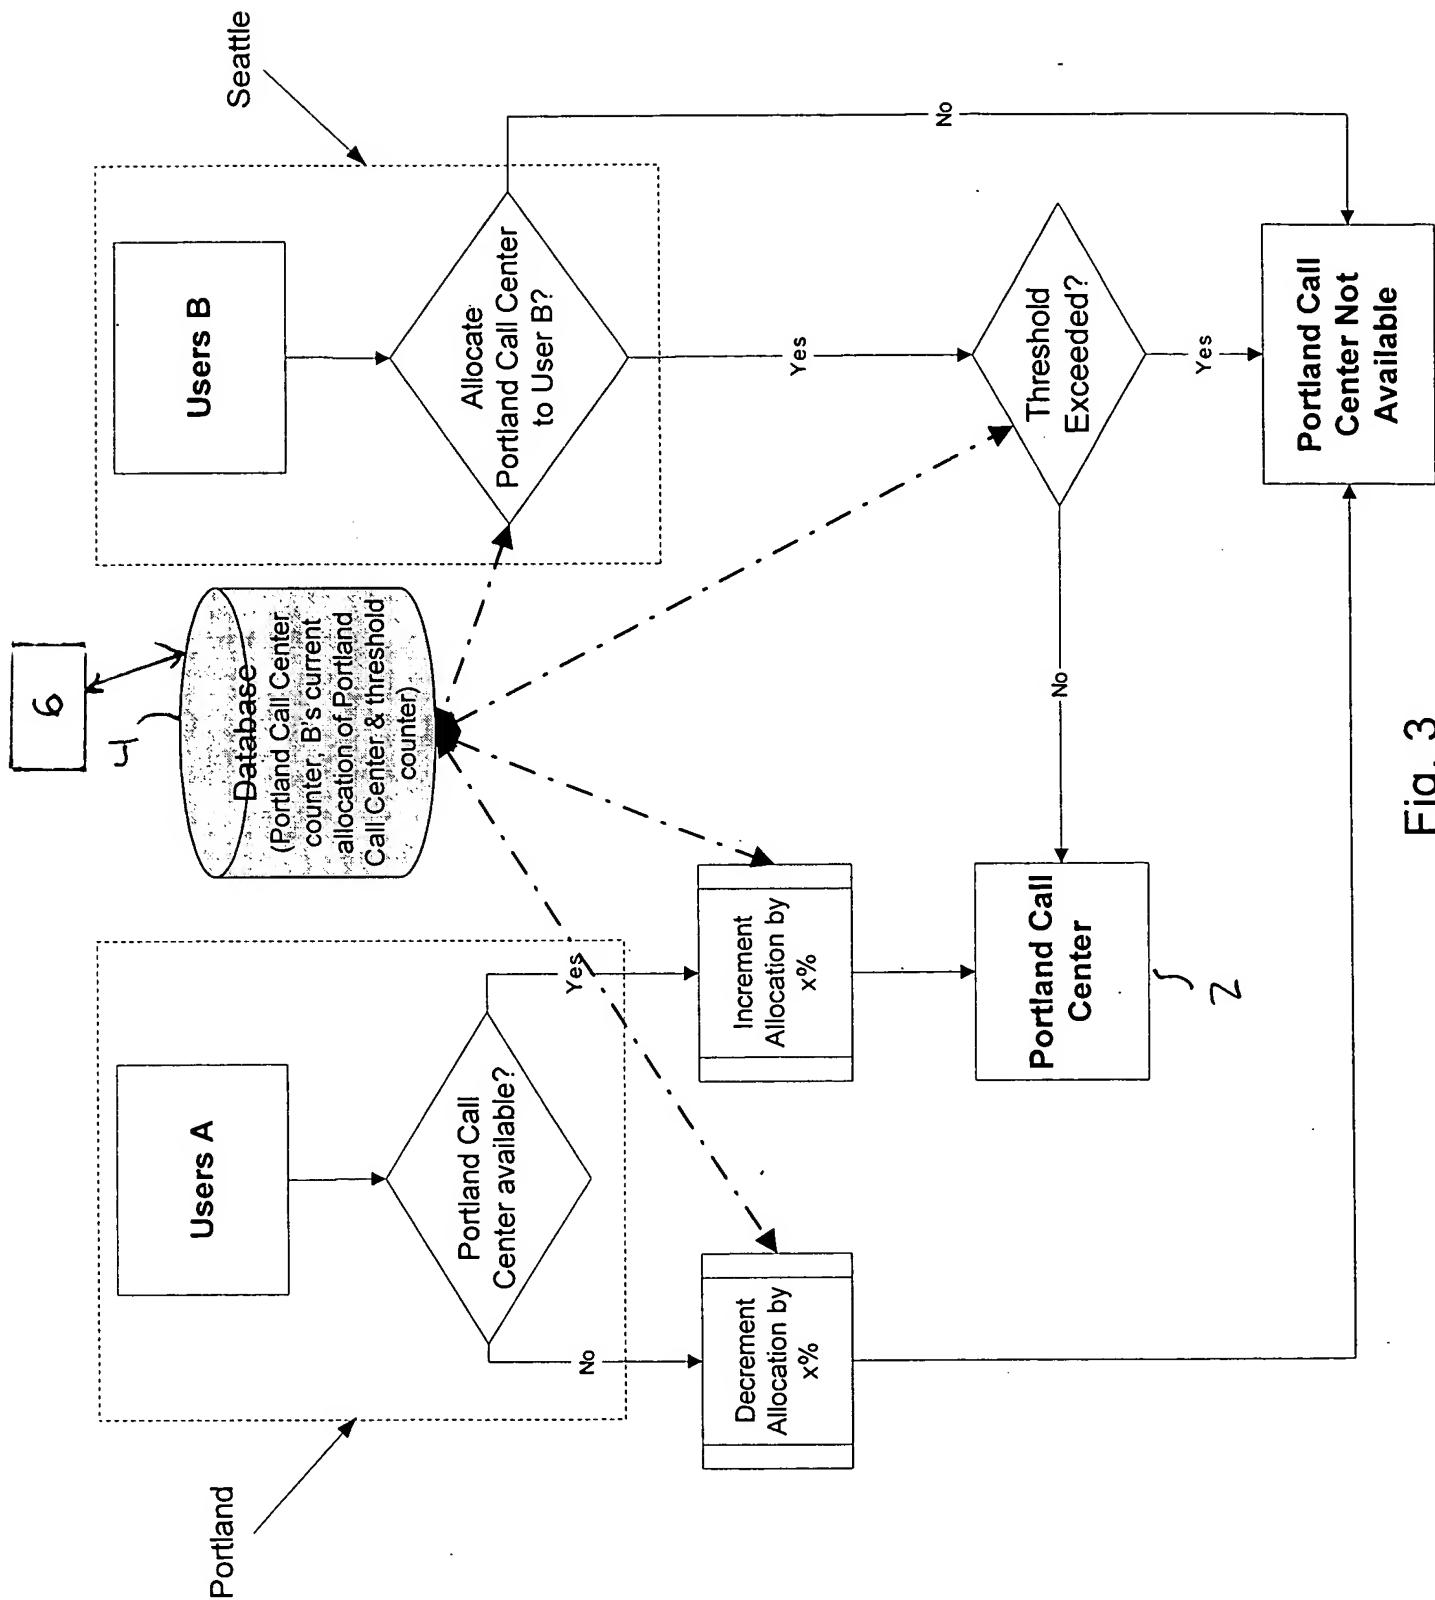 6
4
Portland
Seattle
Users A
Database
(Portland Call Center
counter, B's current
allocation of Portland
Call Center & threshold
counter)
Users B
Portland Call
Center available?
Allocate
Portland Call Center
to User B?
No
Yes
Yes
No
Decrement
Allocation by
x%
Increment
Allocation by
x%
Threshold
Exceeded?
No
Yes
Portland Call
Center
2
Portland Call
Center Not
Available
Fig. 3